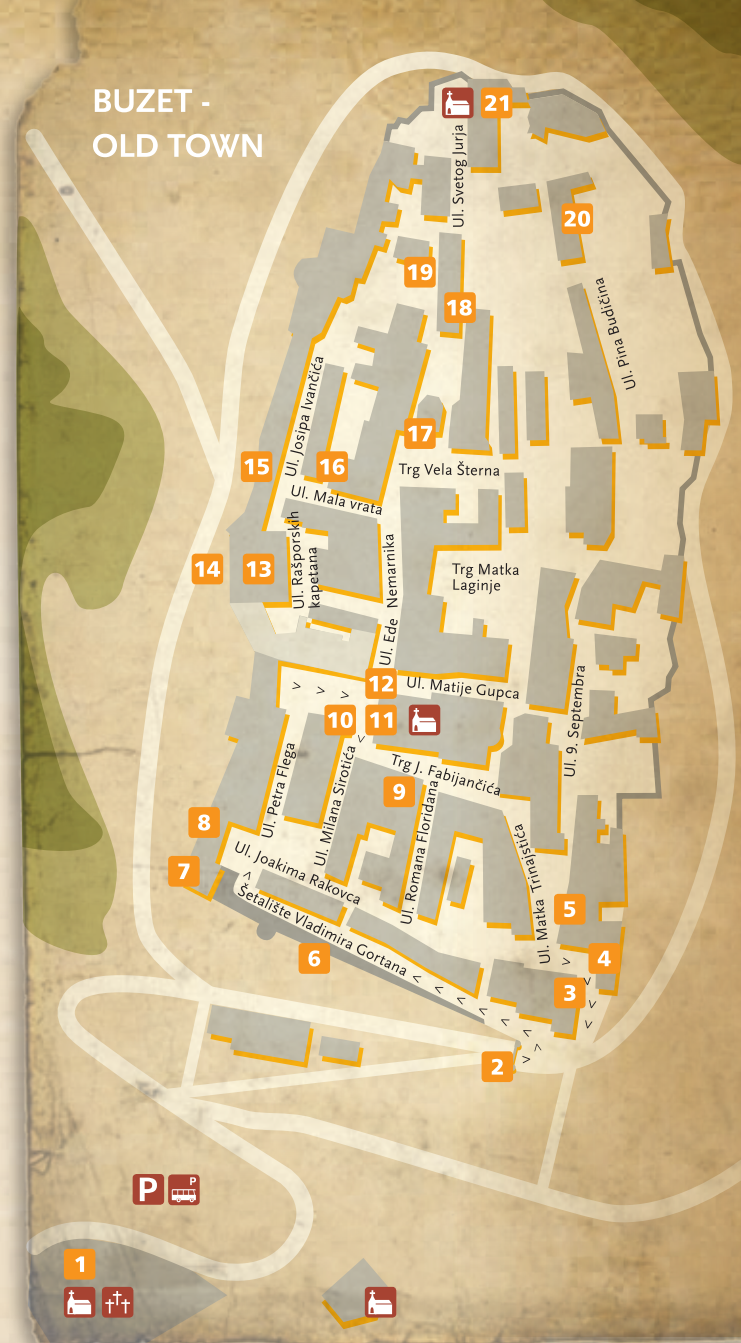 BUZET -
OLD TOWN
21
Ul. Svetog Jurja
20
19
18
Ul. Pina Budičina
Ul. Josipa Ivančića
17
15
16
Trg Vela Šterna
Ul. Mala vrata
Ul. Rašporskih
kapetana
Ul. Ede Nemarnika
14
13
Trg Matka
Laginje
12
Ul. Matije Gupca
10
11
Ul. 9. Septembra
Trg J. Fabijančića
Ul. Petra Flega
Ul. Milana Sirotića
9
Ul. Romana Floridana
8
Ul. Matka Trinajstića
Ul. Joakima Rakovca
7
Šetalište Vladimira Gortana
5
6
4
3
2
P
P
1